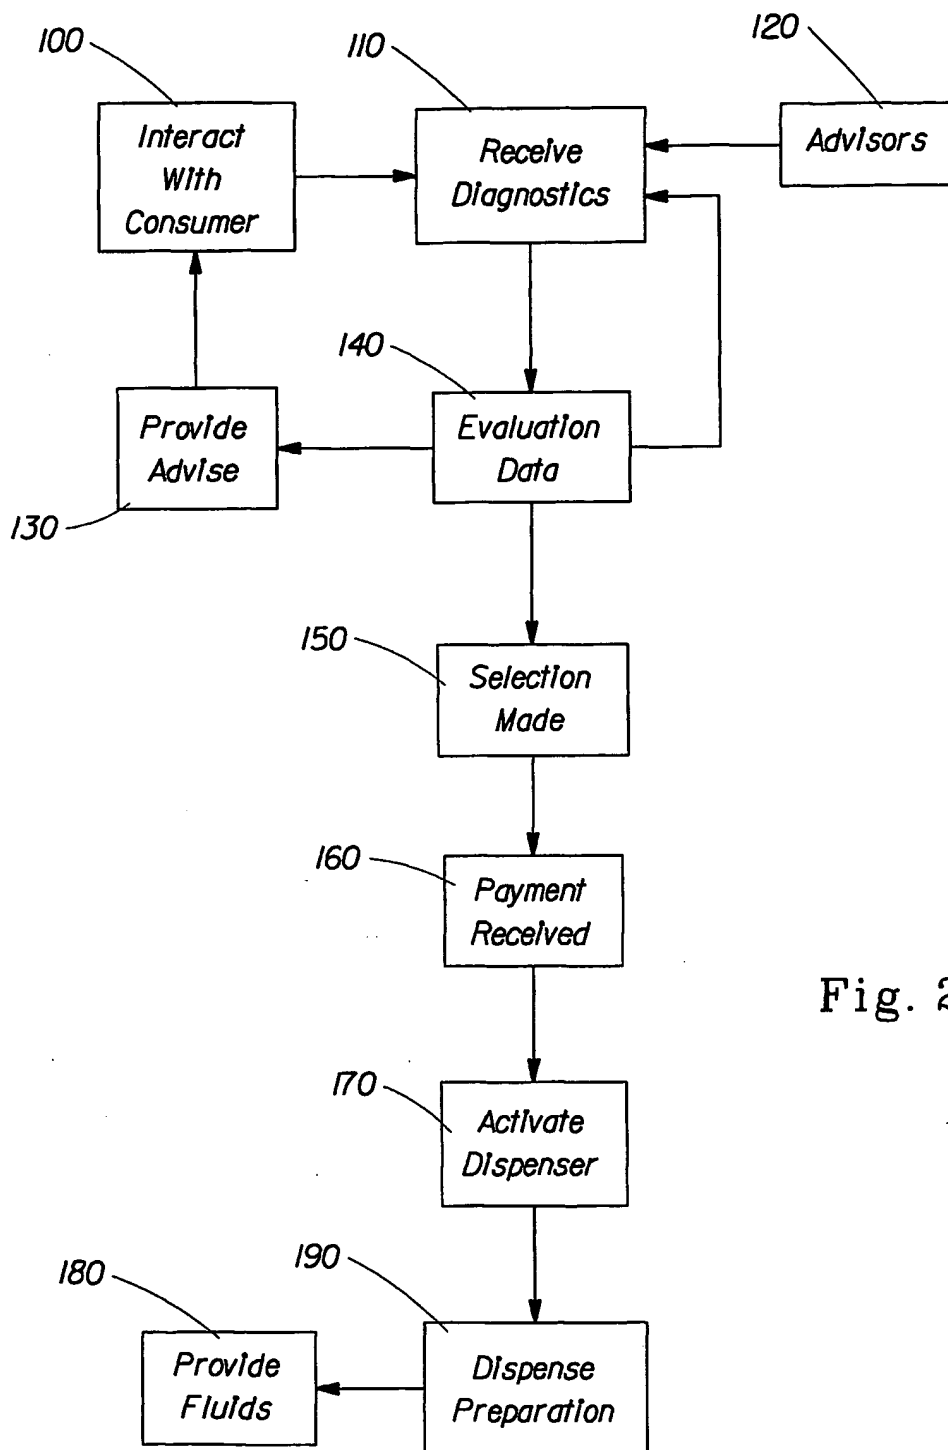 100
110
120
Interact
With
Consumer
Receive
Diagnostics
Advisors
140
Provide
Advise
Evaluation
Data
130
150
Selection
Made
160
Payment
Received
Fig. 2
170
Activate
Dispenser
180
190
Provide
Fluids
Dispense
Preparation